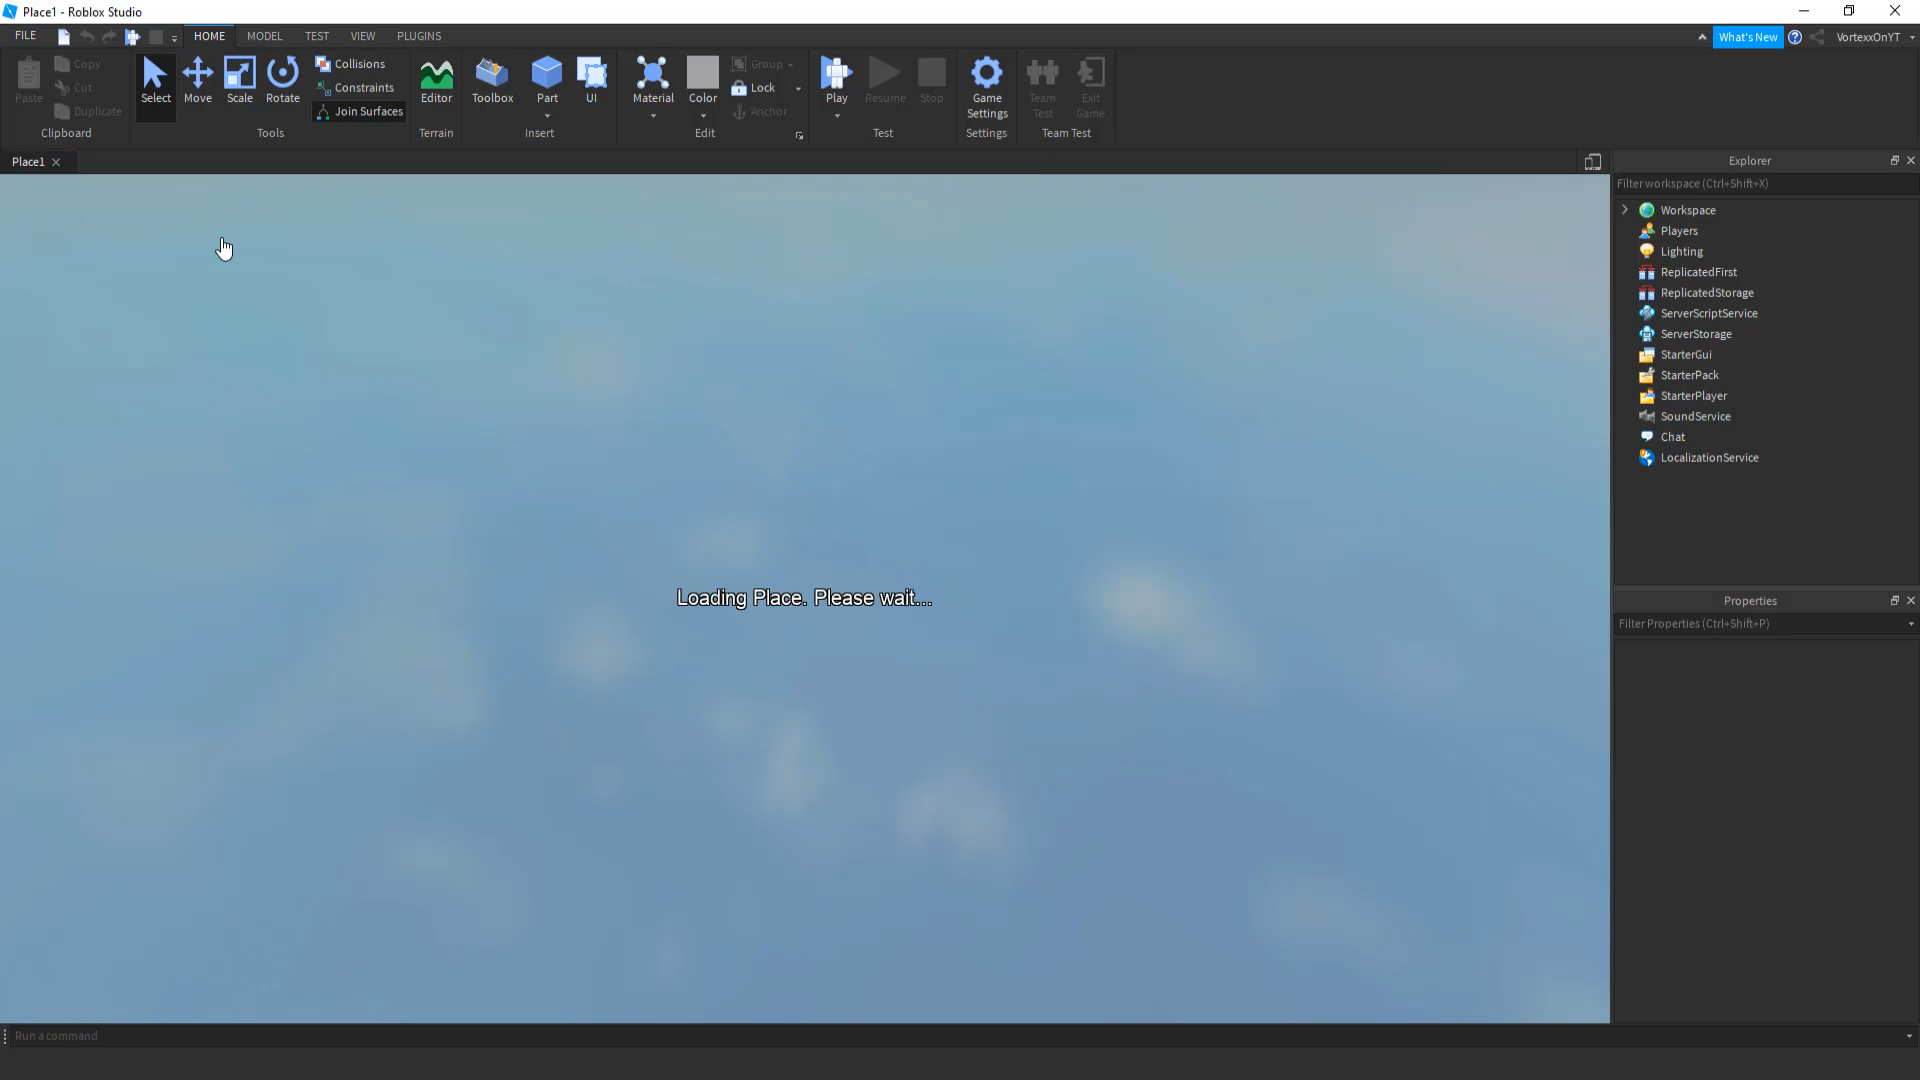 Place1 - Roblox Studio
FILE HOME MODEL TEST VIEW PLUGINS What's New VortexxOnYT
Paste Copy Cut Duplicate
Clipboard
Select Move Scale Rotate Collisions Constraints Join Surfaces
Tools
Editor
Terrain
Toolbox Part UI
Insert
Material Color Group Lock Anchor
Edit
Play Resume Stop
Test
Game Settings
Settings
Team Test Exit Game
Team Test
Place1
Loading Place. Please wait...
Explorer
Filter workspace (Ctrl+Shift+X)
Workspace
Players
Lighting
ReplicatedFirst
ReplicatedStorage
ServerScriptService
ServerStorage
StarterGui
StarterPack
StarterPlayer
SoundService
Chat
LocalizationService
Properties
Filter Properties (Ctrl+Shift+P)
Run a command